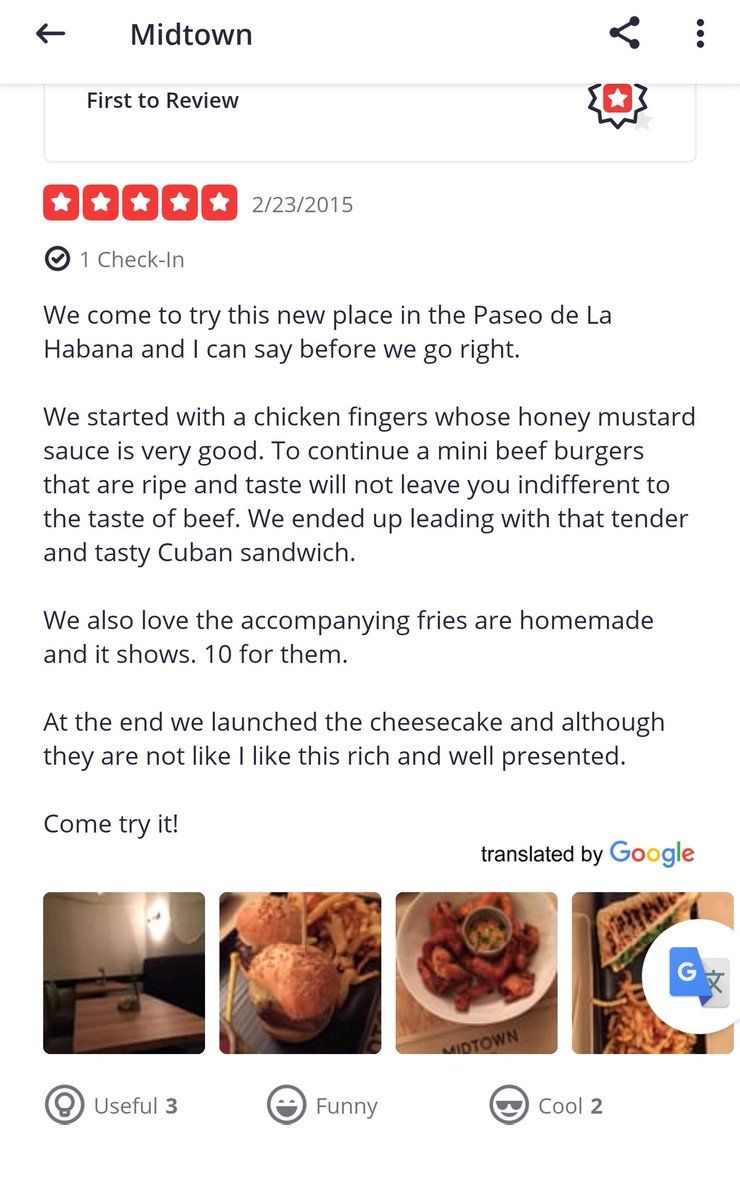 Midtown
First to Review
2/23/2015
1 Check-In
We come to try this new place in the Paseo de La
Habana and I can say before we go right.
We started with a chicken fingers whose honey mustard
sauce is very good. To continue a mini beef burgers
that are ripe and taste will not leave you indifferent to
the taste of beef. We ended up leading with that tender
and tasty Cuban sandwich.
We also love the accompanying fries are homemade
and it shows. 10 for them.
At the end we launched the cheesecake and although
they are not like I like this rich and well presented.
Come try it!
translated by Google
MIDTOWN
G 文
Useful 3 Funny Cool 2